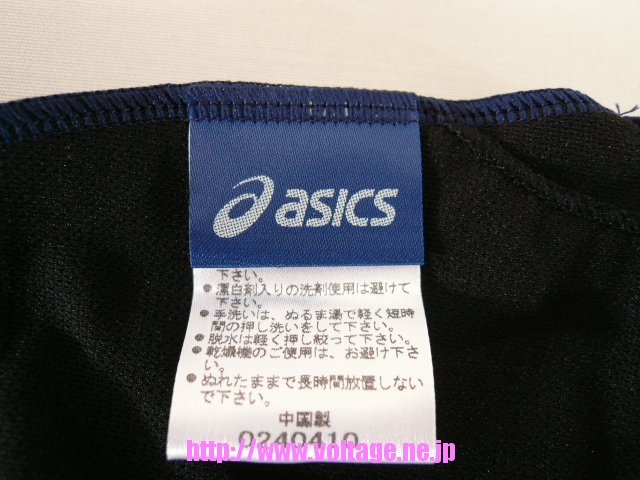 asics
下さい。
●漂白剤入りの洗剤使用は避けて
下さい。
●手洗いは、ぬるま湯で軽く短時
間の押し洗いをして下さい。
●脱水は軽く押し絞って下さい。
●乾燥機のご使用は、お避け下さ
い。
●ぬれたままで長時間放置しない
で下さい。
中国製
0240410
http://www.voltage.ne.jp